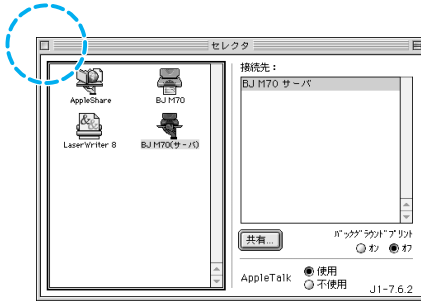 セレクタ
AppleShare
BJ M70
LaserWriter 8
BJ M70(サーバ)
接続先：
BJ M70 サーバ
共有...
バックグラウンドプリント
オン
オフ
AppleTalk
使用
不使用
J1-7.6.2